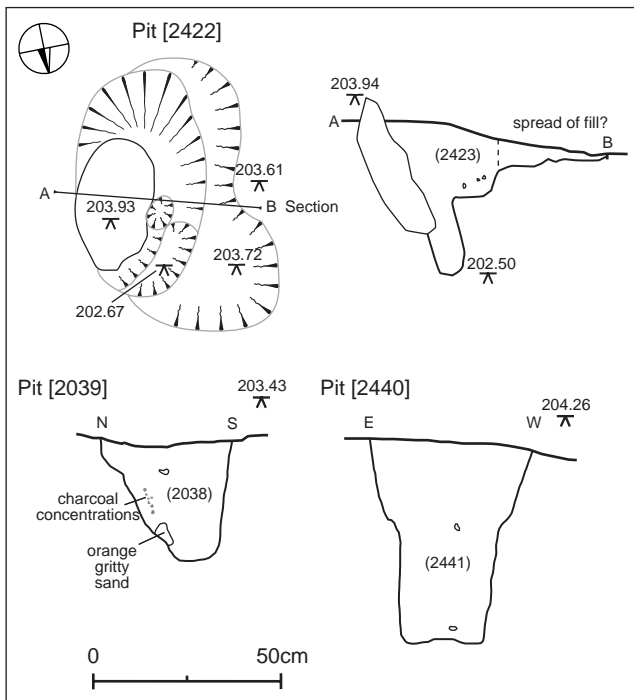 Pit [2422]
203.94
A
spread of fill?
B
(2423)
203.61
A
B Section
203.93
203.72
202.67
202.50
Pit [2039]
203.43
N
S
(2038)
charcoal
concentrations
orange
gritty
sand
Pit [2440]
204.26
E
W
(2441)
0
50cm